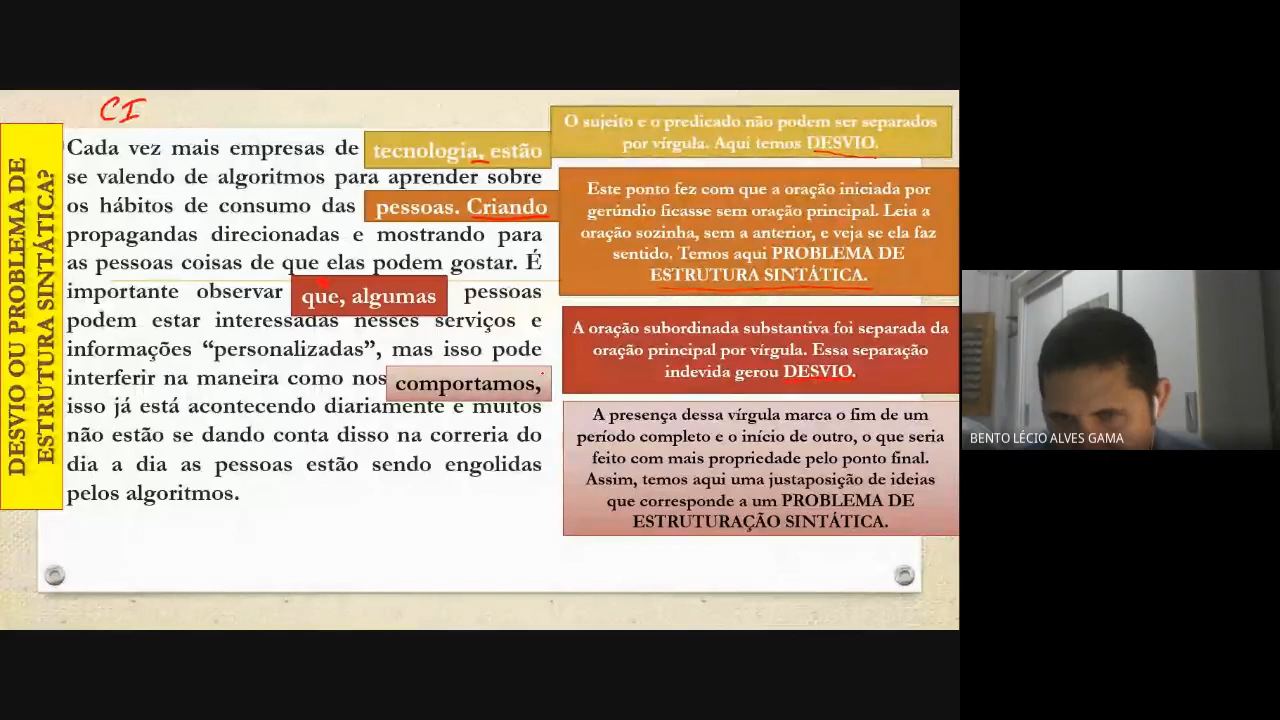 CI
DESVIO OU PROBLEMA DE
ESTRUTURA SINTÁTICA?
Cada vez mais empresas de tecnologia, estão
se valendo de algoritmos para aprender sobre
os hábitos de consumo das pessoas. Criando
propagandas direcionadas e mostrando para
as pessoas coisas de que elas podem gostar. É
importante observar que, algumas pessoas
podem estar interessadas nesses serviços e
informações “personalizadas”, mas isso pode
interferir na maneira como nos comportamos,
isso já está acontecendo diariamente e muitos
não estão se dando conta disso na correria do
dia a dia as pessoas estão sendo engolidas
pelos algoritmos.
O sujeito e o predicado não podem ser separados
por vírgula. Aqui temos DESVIO.
Este ponto fez com que a oração iniciada por
gerúndio ficasse sem oração principal. Leia a
oração sozinha, sem a anterior, e veja se ela faz
sentido. Temos aqui PROBLEMA DE
ESTRUTURA SINTÁTICA.
A oração subordinada substantiva foi separada da
oração principal por vírgula. Essa separação
indevida gerou DESVIO.
A presença dessa vírgula marca o fim de um
período completo e o início de outro, o que seria
feito com mais propriedade pelo ponto final.
Assim, temos aqui uma justaposição de ideias
que corresponde a um PROBLEMA DE
ESTRUTURAÇÃO SINTÁTICA.
BENTO LÉCIO ALVES GAMA